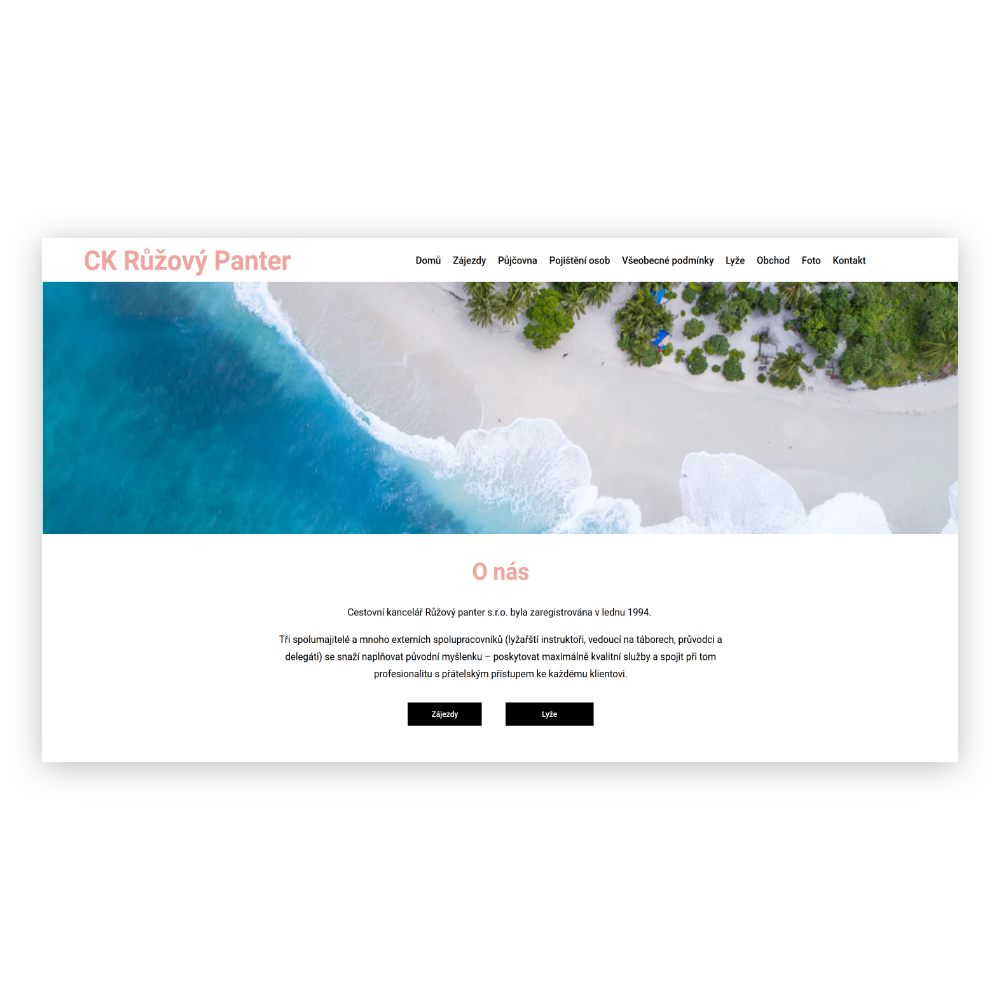 CK Růžový Panter
Domů Zájezdy Půjčovna Pojištění osob Všeobecné podmínky Lyže Obchod Foto Kontakt
O nás
Cestovní kancelář Růžový panter s.r.o. byla zaregistrována v lednu 1994.
Tři spolumajitelé a mnoho externích spolupracovníků (lyžařští instruktoři, vedoucí na táborech, průvodci a
delegáti) se snaží naplňovat původní myšlenku – poskytovat maximálně kvalitní služby a spojit při tom
profesionalitu s přátelským přístupem ke každému klientovi.
Zájezdy
Lyže